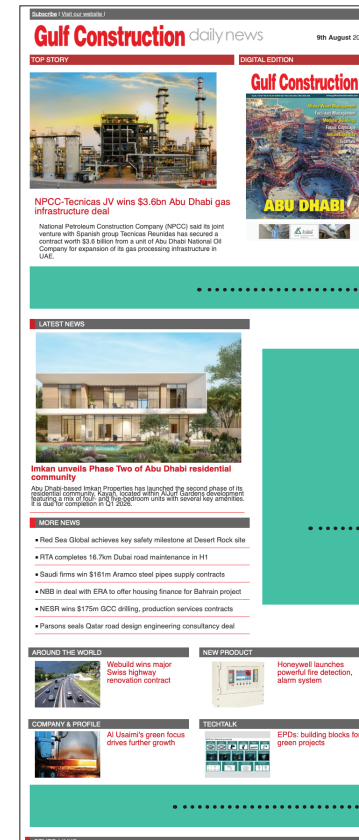 Subscribe | Visit our website |
Gulf Construction daily news
9th August 20
TOP STORY
DIGITAL EDITION
Gulf Construction
ABU DHABI
NPCC-Tecnicas JV wins $3.6bn Abu Dhabi gas
infrastructure deal
National Petroleum Construction Company (NPCC) said its joint
venture with Spanish group Tecnicas Reunidas has secured a
contract worth $3.6 billion from a unit of Abu Dhabi National Oil
Company for expansion of its gas processing infrastructure in
UAE.
LATEST NEWS
Imkan unveils Phase Two of Abu Dhabi residential
community
Abu Dhabi-based Imkan Properties has launched the second phase of its
residential community, Kayah, located within AlJurf Gardens development
featuring a mix of four- and five-bedroom units with several key amenities.
It is due for completion in Q1 2026.
MORE NEWS
Red Sea Global achieves key safety milestone at Desert Rock site
RTA completes 16.7km Dubai road maintenance in H1
Saudi firms win $161m Aramco steel pipes supply contracts
NBB in deal with ERA to offer housing finance for Bahrain project
NESR wins $175m GCC drilling, production services contracts
Parsons seals Qatar road design engineering consultancy deal
AROUND THE WORLD
Webuild wins major
Swiss highway
renovation contract
NEW PRODUCT
Honeywell launches
powerful fire detection,
alarm system
COMPANY & PROFILE
Al Usaimi's green focus
drives further growth
TECHTALK
EPDs: building blocks for
green projects